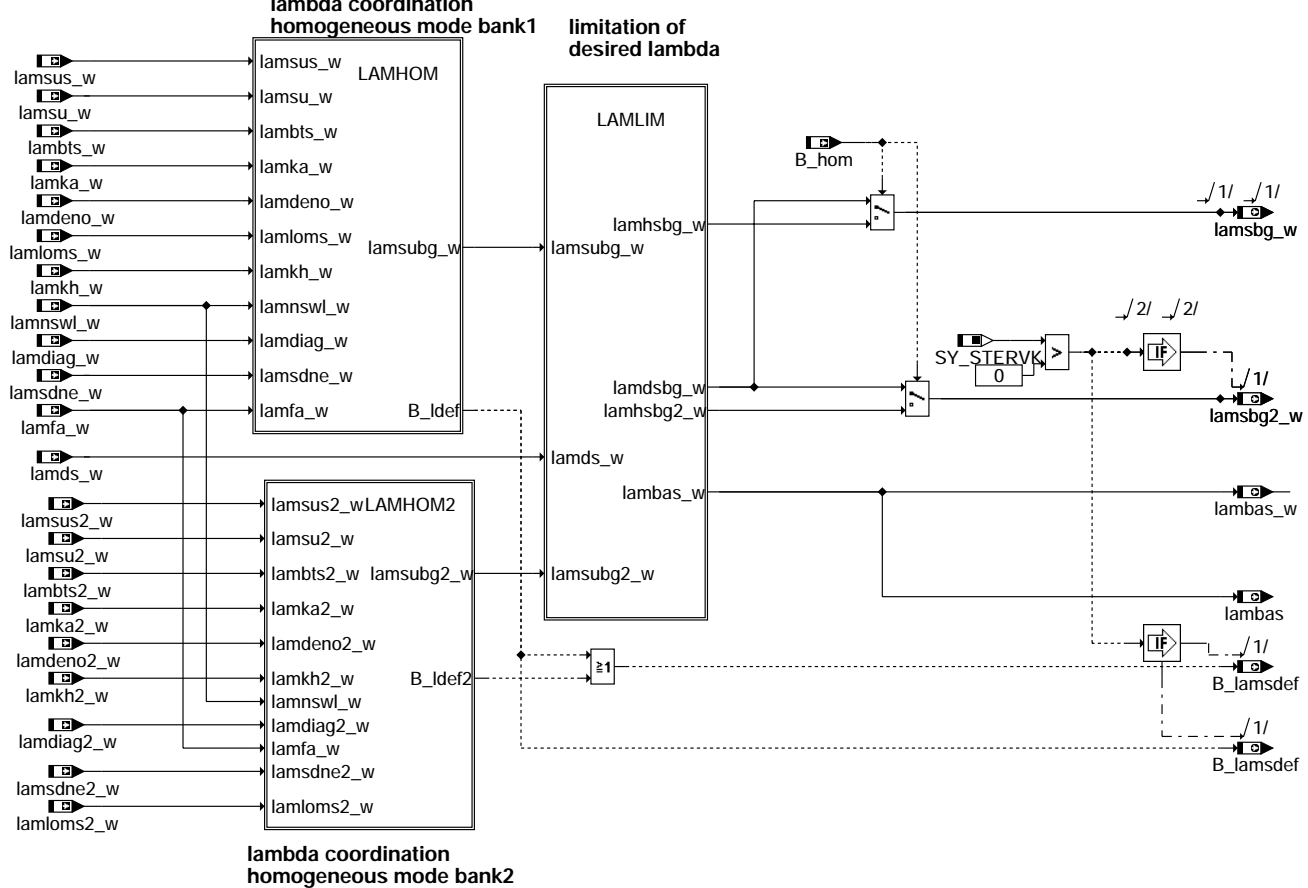 lambda coordination
homogeneous mode bank1
limitation of
desired lambda
lamsus_w
lamsu_w
lambts_w
lamka_w
lamdeno_w
lamloms_w
lamkh_w
lamnswl_w
lamdiag_w
lamsdne_w
lamfa_w
lamds_w
lamsus2_w
lamsu2_w
lambts2_w
lamka2_w
lamdeno2_w
lamkh2_w
lamdiag2_w
lamsdne2_w
lamloms2_w
LAMHOM
lamsus_w
lamsu_w
lambts_w
lamka_w
lamdeno_w
lamloms_w
lamsubg_w
lamkh_w
lamnswl_w
lamdiag_w
lamsdne_w
lamfa_w
B_ldef
lamsus2_w LAMHOM2
lamsu2_w
lambts2_w lamsubg2_w
lamka2_w
lamdeno2_w
lamkh2_w B_ldef2
lamnswl_w
lamdiag2_w
lamfa_w
lamsdne2_w
lamloms2_w
lambda coordination
homogeneous mode bank2
LAMLIM
lamhsbg_w
lamsubg_w
lamdsbg_w
lamhsbg2_w
lamds_w
lambas_w
lamsubg2_w
B_hom
≥1
SY_STERVK
0
>
/2/ /2/
IF
/1/ /1/
lamsbg_w
/1/
lamsbg2_w
lambas_w
lambas
IF
/1/
B_lamsdef
/1/
B_lamsdef